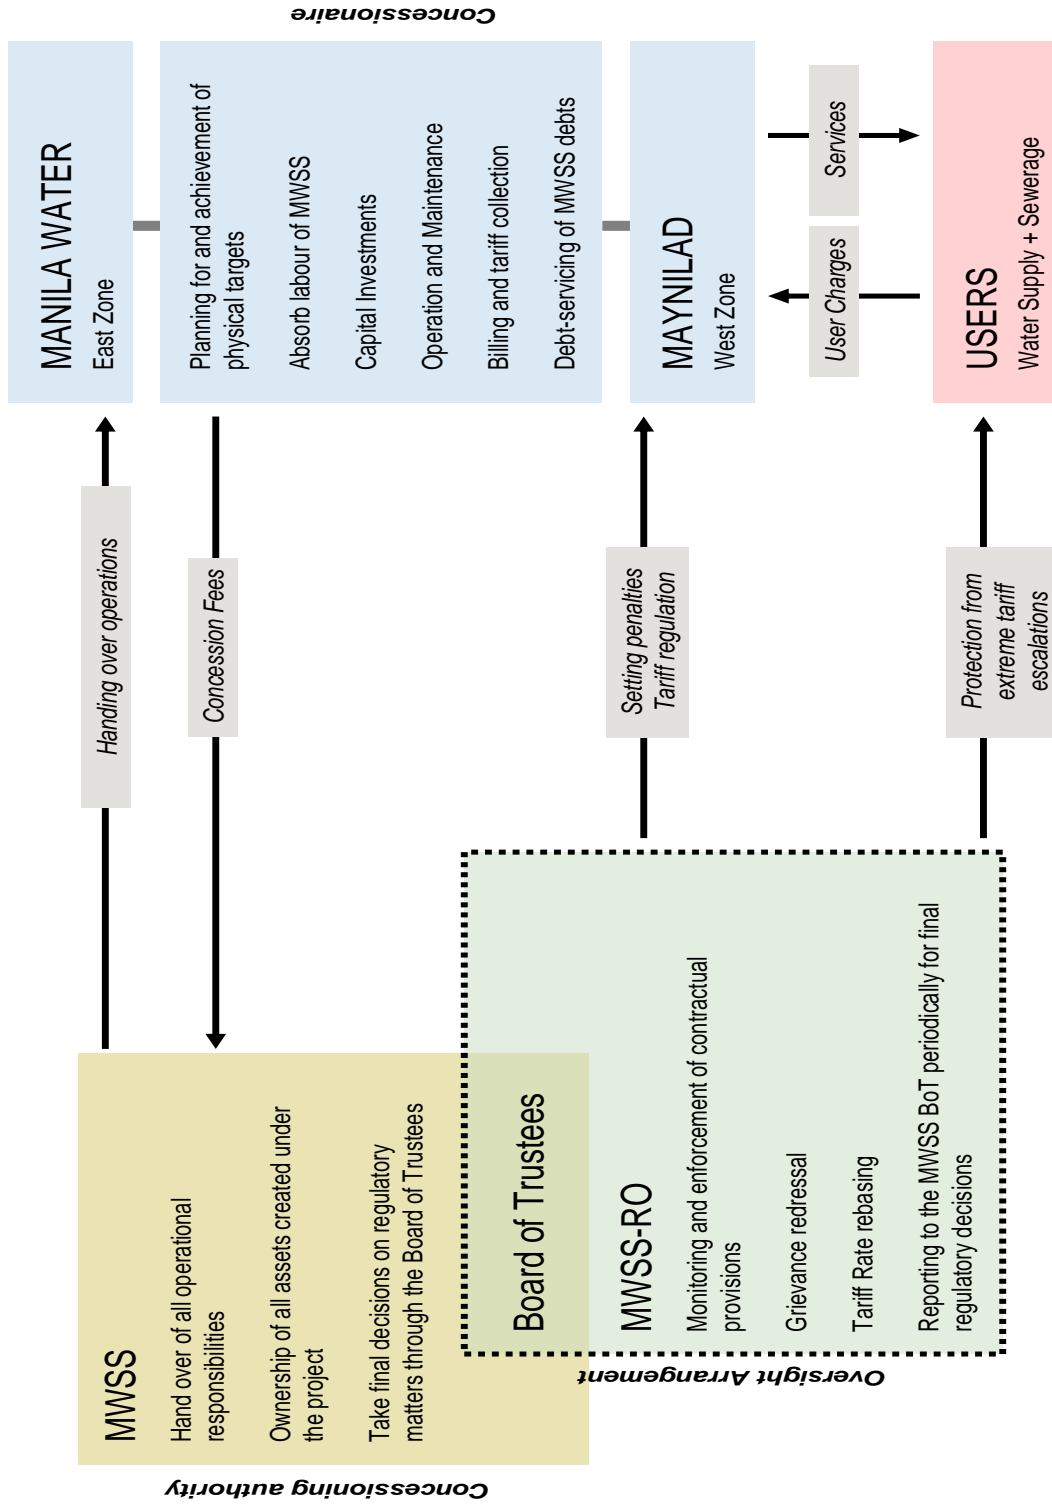 Concessioning authority
MWSS
Hand over of all operational
responsibilities
Ownership of all assets created under
the project
Take final decisions on regulatory
matters through the Board of Trustees
Board of Trustees
Oversight Arrangement
MWSS-RO
Monitoring and enforcement of contractual
provisions
Grievance redressal
Tariff Rate rebasing
Reporting to the MWSS BoT periodically for final
regulatory decisions
Handing over operations
Concession Fees
Setting penalties
Tariff regulation
Protection from
extreme tariff
escalations
Concessionaire
MANILA WATER
East Zone
Planning for and achievement of
physical targets
Absorb labour of MWSS
Capital Investments
Operation and Maintenance
Billing and tariff collection
Debt-servicing of MWSS debts
MAYNILAD
West Zone
User Charges
Services
USERS
Water Supply + Sewerage